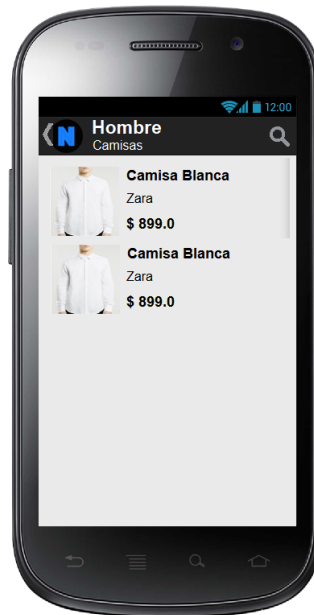 12:00
N
Hombre
Camisas
Camisa Blanca
Zara
$ 899.0
Camisa Blanca
Zara
$ 899.0